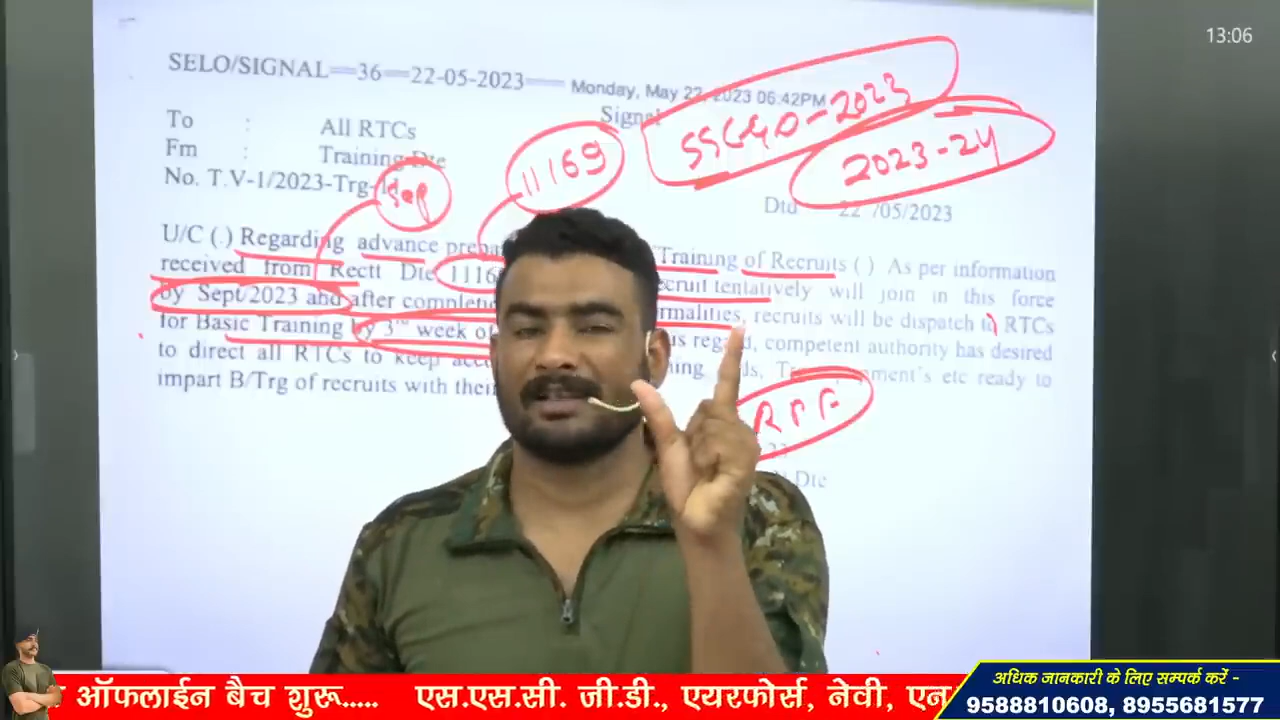 13:06
SELO/SIGNAL==36==22-05-2023== Monday, May 22, 2023 06:42PM
Signal
SSC GD-2023
To : All RTCs
2023-24
Fm : Training Dte
11169
No. T.V-1/2023-Trg-
Sep
Dtd 22 /05/2023
U/C (.) Regarding advance Training of Recruits ( ) As per information
received from Rectt Dte 1116 tentatively will join in this force
by Sept/2023 and after recruits will be dispatch to RTCs
for Basic Training by 3rd week of regard, competent authority has desired
to direct all RTCs to keep etc ready to
impart B/Trg of recruits with their
RPF
Dte
ऑफलाईन बैच शुरू..... एस.एस.सी. जी.डी., एयरफोर्स, नेवी,
अधिक जानकारी के लिए सम्पर्क करें -
9588810608, 8955681577